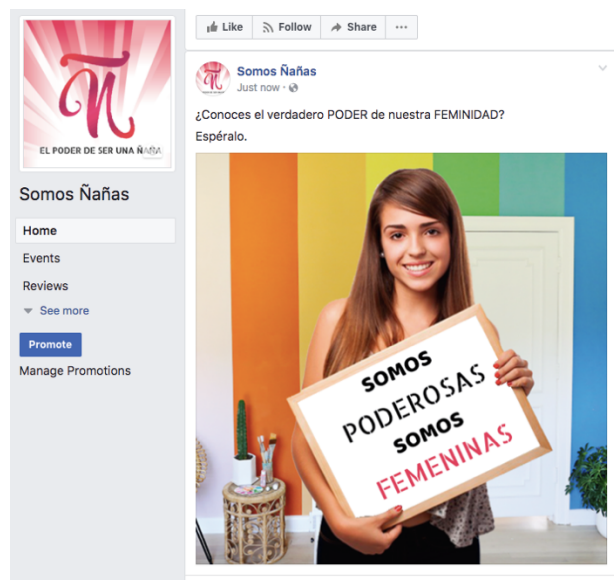 Ñ
EL PODER DE SER UNA ÑAÑA
Somos Ñañas
Home
Events
Reviews
See more
Promote
Manage Promotions
Like Follow Share ...
Somos Ñañas
Just now ·
¿Conoces el verdadero PODER de nuestra FEMINIDAD?
Espéralo.
SOMOS
PODEROSAS
SOMOS
FEMENINAS